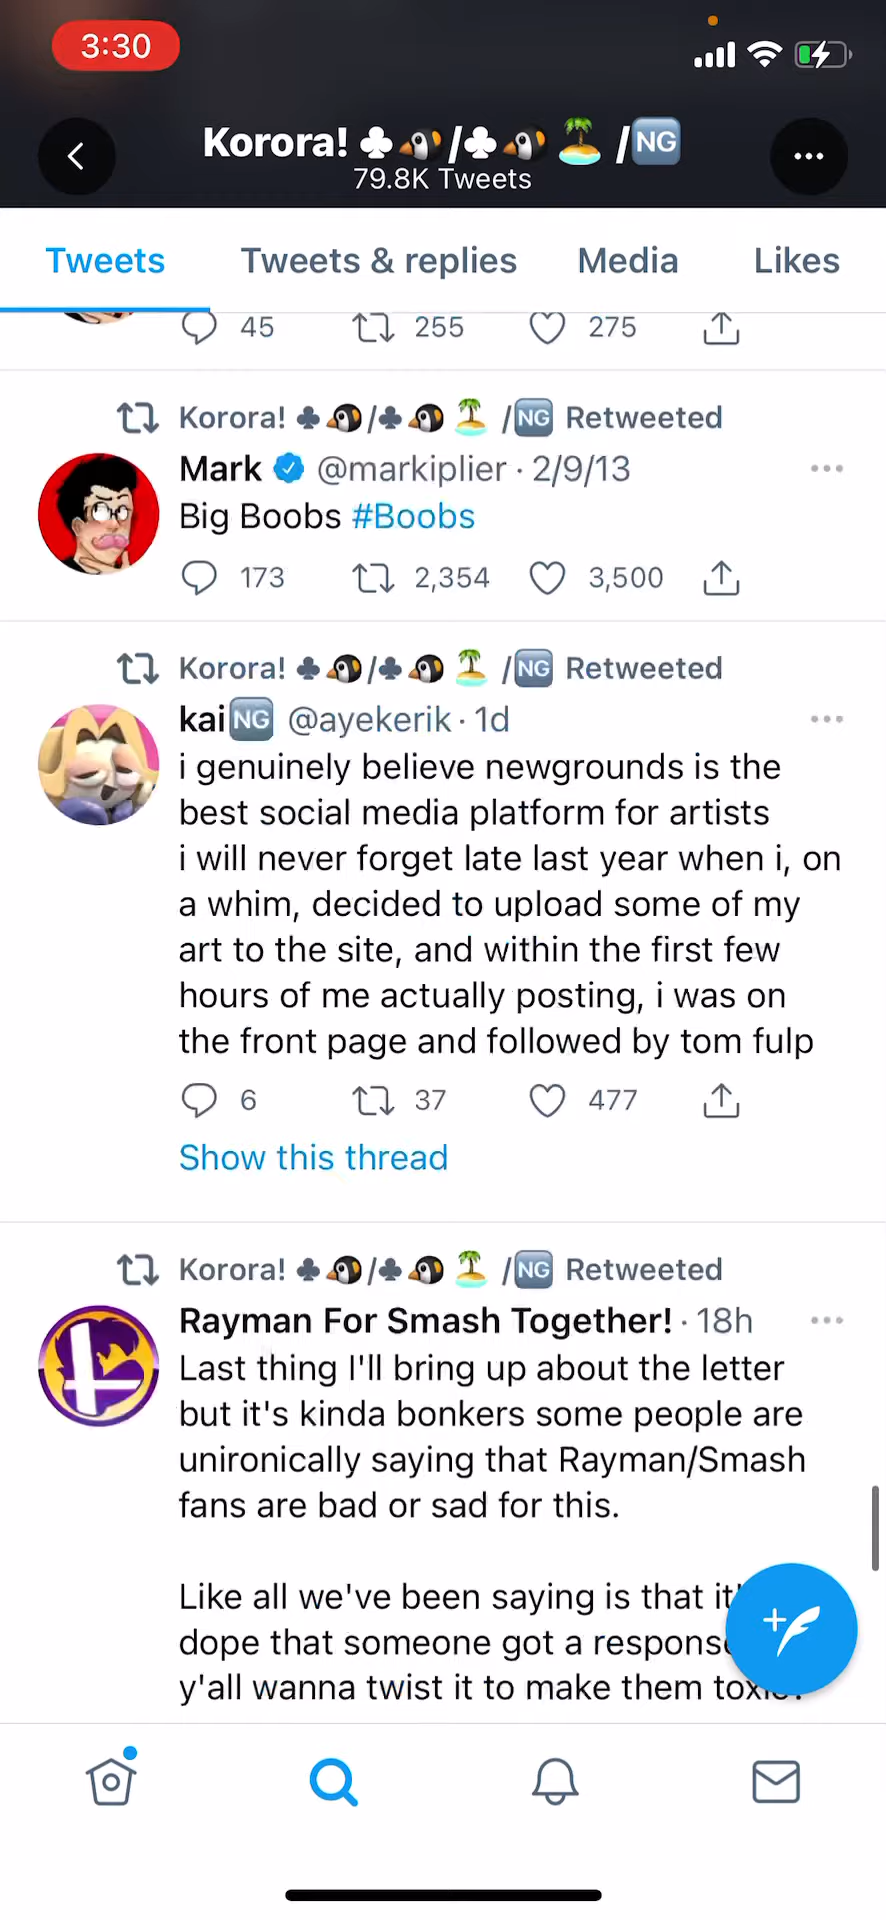 3:30
Korora! ♣️🐧/♣️🐧 🏝️ /🆖
79.8K Tweets
Tweets Tweets & replies Media Likes
45 255 275
Korora! ♣️🐧/♣️🐧 🏝️ /🆖 Retweeted
Mark @markiplier · 2/9/13
Big Boobs #Boobs
173 2,354 3,500
Korora! ♣️🐧/♣️🐧 🏝️ /🆖 Retweeted
kai🆖 @ayekerik · 1d
i genuinely believe newgrounds is the
best social media platform for artists
i will never forget late last year when i, on
a whim, decided to upload some of my
art to the site, and within the first few
hours of me actually posting, i was on
the front page and followed by tom fulp
6 37 477
Show this thread
Korora! ♣️🐧/♣️🐧 🏝️ /🆖 Retweeted
Rayman For Smash Together! · 18h
Last thing I'll bring up about the letter
but it's kinda bonkers some people are
unironically saying that Rayman/Smash
fans are bad or sad for this.
Like all we've been saying is that it'
dope that someone got a respons
y'all wanna twist it to make them toxic?